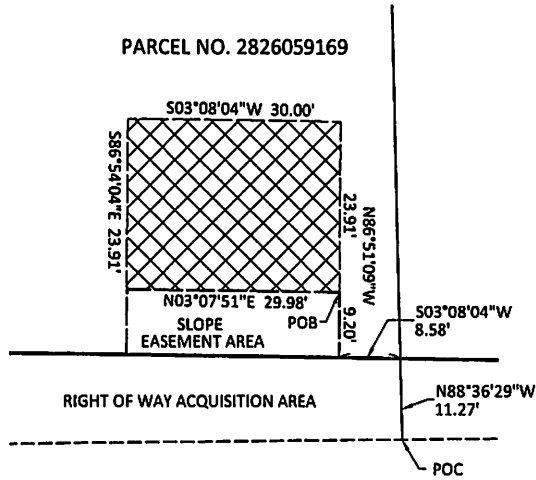 PARCEL NO. 2826059169
S03°08'04"W 30.00'
S86°54'04"E 23.91'
N86°51'09"W
23.91'
N03°07'51"E 29.98'
POB
9.20'
SLOPE
EASEMENT AREA
S03°08'04"W
8.58'
RIGHT OF WAY ACQUISITION AREA
N88°36'29"W
11.27'
POC